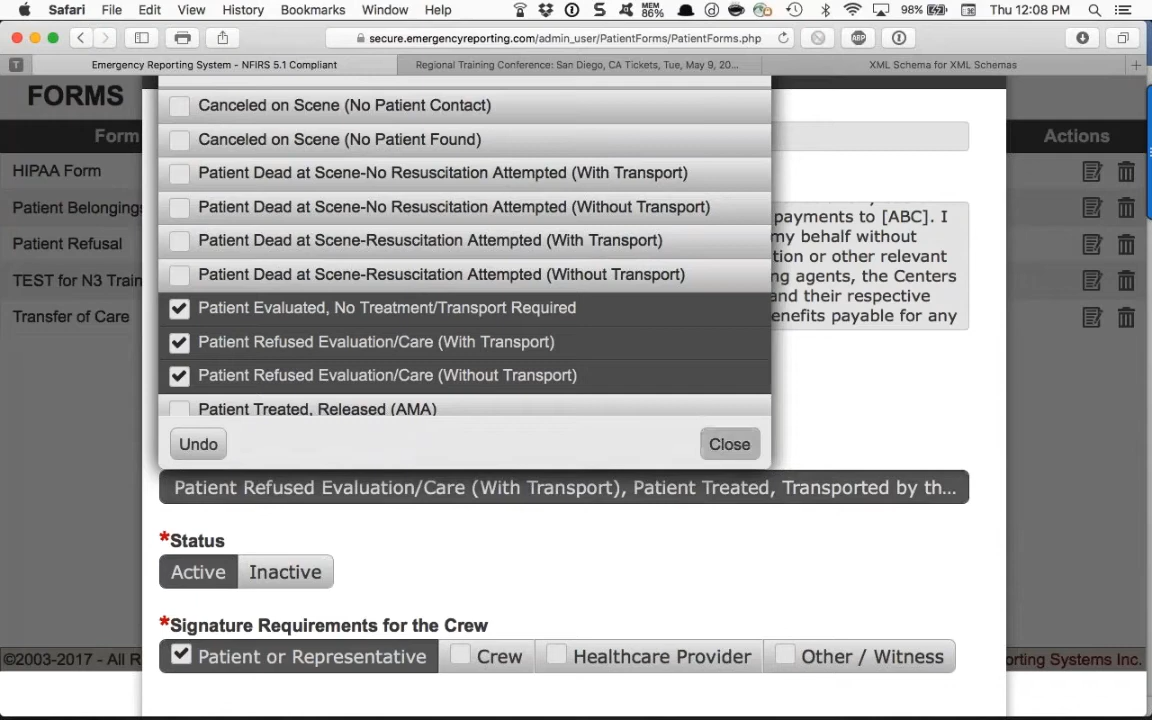 Safari File Edit View History Bookmarks Window Help MEM 86% 98% Thu 12:08 PM
secure.emergencyreporting.com/admin_user/PatientForms/PatientForms.php ABP
T Emergency Reporting System - NFIRS 5.1 Compliant Regional Training Conference: San Diego, CA Tickets, Tue, May 9, 20... XML Schema for XML Schemas
FORMS
Form Actions
HIPAA Form
Patient Belongings
Patient Refusal
TEST for N3 Train
Transfer of Care
Canceled on Scene (No Patient Contact)
Canceled on Scene (No Patient Found)
Patient Dead at Scene-No Resuscitation Attempted (With Transport)
Patient Dead at Scene-No Resuscitation Attempted (Without Transport)
Patient Dead at Scene-Resuscitation Attempted (With Transport)
Patient Dead at Scene-Resuscitation Attempted (Without Transport)
Patient Evaluated, No Treatment/Transport Required
Patient Refused Evaluation/Care (With Transport)
Patient Refused Evaluation/Care (Without Transport)
Patient Treated, Released (AMA)
Undo Close
payments to [ABC]. I
my behalf without
tion or other relevant
ng agents, the Centers
and their respective
enefits payable for any
Patient Refused Evaluation/Care (With Transport), Patient Treated, Transported by th...
*Status
Active Inactive
*Signature Requirements for the Crew
Patient or Representative Crew Healthcare Provider Other / Witness
©2003-2017 - All R orting Systems Inc.